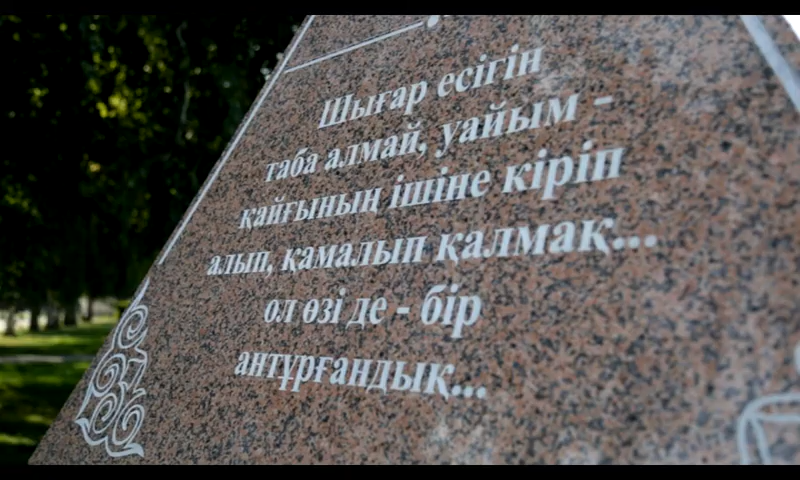 Шығар есігін
таба алмай, уайым –
қайғының ішіне кіріп
алып, қамалып қалмақ...
ол өзі де - бір
антұрғандық...